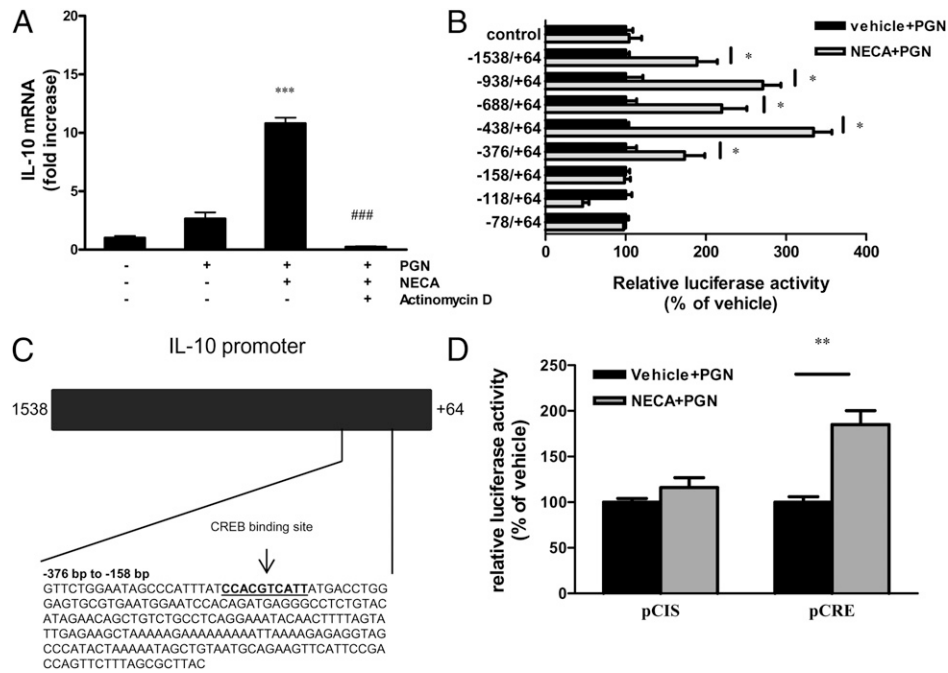 A
IL-10 mRNA
(fold increase)
20
15
10
5
0
***
###
- + + + PGN
- - + + NECA
- - - + Actinomycin D
B
vehicle+PGN
NECA+PGN
control
-1538/+64
*
-938/+64
*
-688/+64
*
-438/+64
*
-376/+64
*
-158/+64
-118/+64
-78/+64
0 100 200 300 400
Relative luciferase activity
(% of vehicle)
C
IL-10 promoter
1538
+64
CREB binding site
-376 bp to -158 bp
GTTCTGGAATAGCCCATTTATCCACGTCATTATGACCTGG
GAGTGCGTGAATGGAATCCACAGATGAGGGCCTCTGTAC
ATAGAACAGCTGTCTGCCTCAGGAAATACAACTTTTAGTA
TTGAGAAGCTAAAAAGAAAAAAAAATTAAAAGAGAGGTAG
CCCATACTAAAAATAGCTGTAATGCAGAAGTTCATTCCGA
CCAGTTCTTTAGCGCTTAC
D
relative luciferase activity
(% of vehicle)
250
200
150
100
50
0
Vehicle+PGN
NECA+PGN
**
pCIS
pCRE